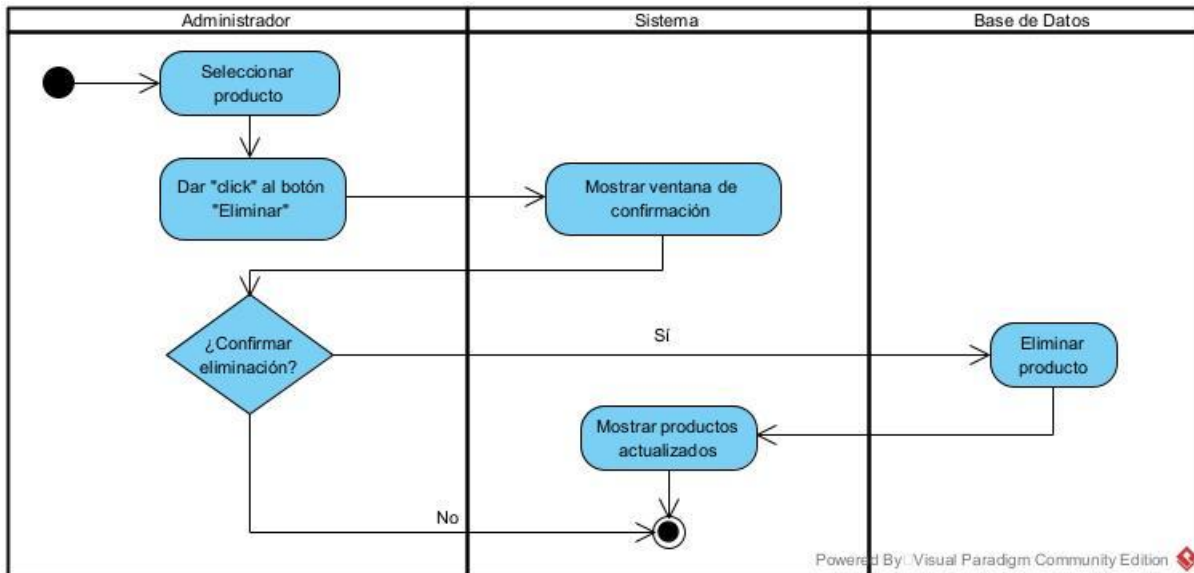 Administrador
Sistema
Base de Datos
Seleccionar
producto
Dar "click" al botón
"Eliminar"
Mostrar ventana de
confirmación
¿Confirmar
eliminación?
Sí
Eliminar
producto
Mostrar productos
actualizados
No
Powered By Visual Paradigm Community Edition